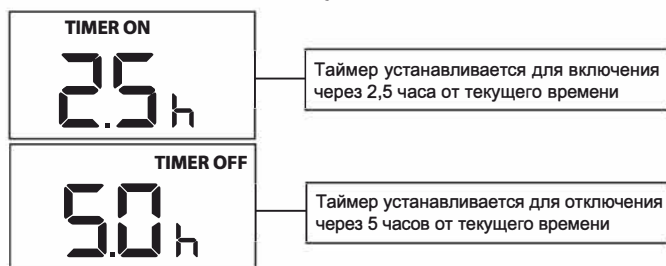 TIMER ON
2.5 h
Таймер устанавливается для включения
через 2,5 часа от текущего времени
TIMER OFF
5.0 h
Таймер устанавливается для отключения
через 5 часов от текущего времени